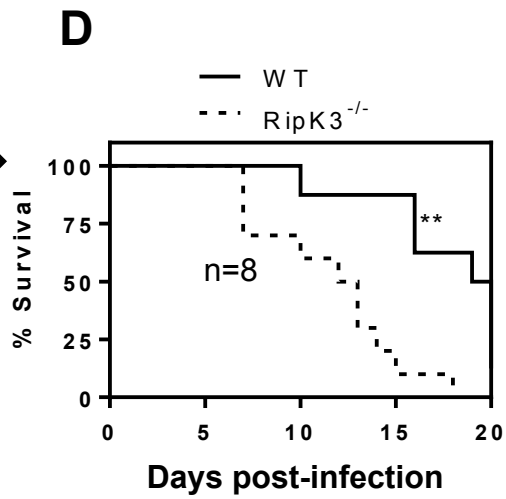 D
WT
RipK3-/-
100
75
50
25
0
% Survival
**
n=8
0 5 10 15 20
Days post-infection